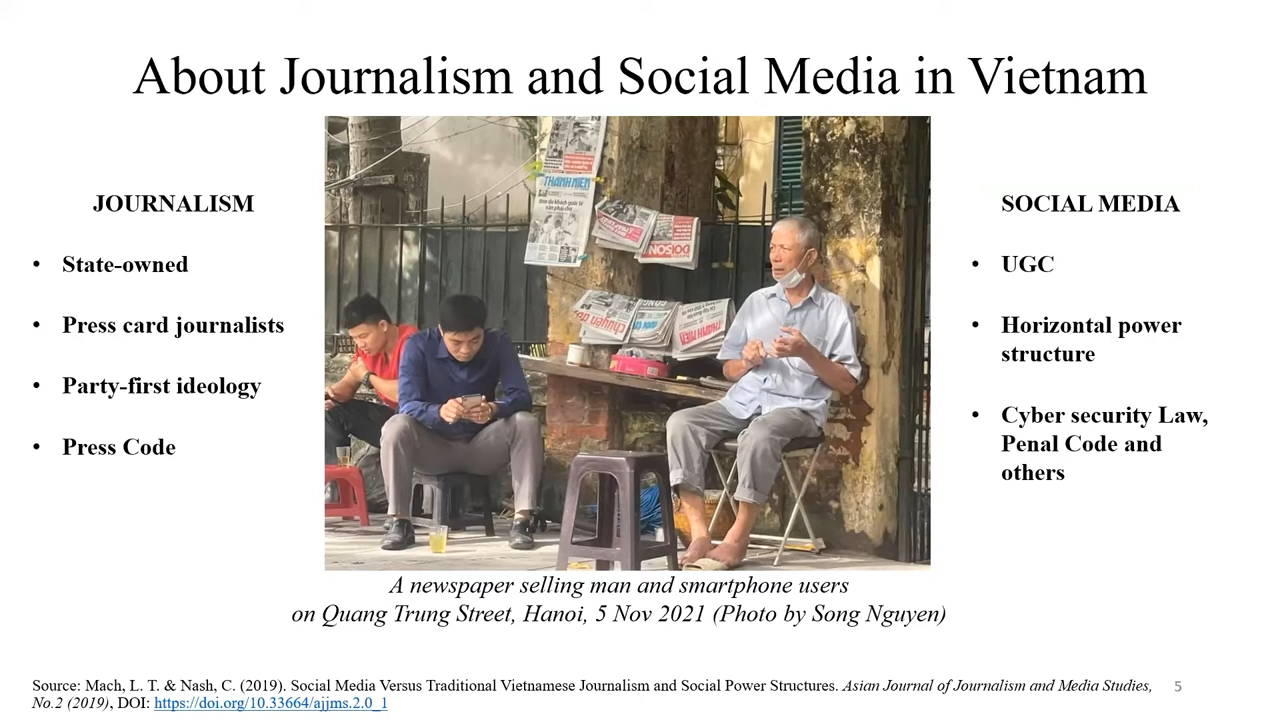 About Journalism and Social Media in Vietnam
JOURNALISM
• State-owned
• Press card journalists
• Party-first ideology
• Press Code
THANH NIÊN
SOCIAL MEDIA
• UGC
• Horizontal power
structure
• Cyber security Law,
Penal Code and
others
A newspaper selling man and smartphone users
on Quang Trung Street, Hanoi, 5 Nov 2021 (Photo by Song Nguyen)
Source: Mach, L. T. & Nash, C. (2019). Social Media Versus Traditional Vietnamese Journalism and Social Power Structures. Asian Journal of Journalism and Media Studies,
No.2 (2019), DOI: https://doi.org/10.33664/ajjms.2.0_1
5